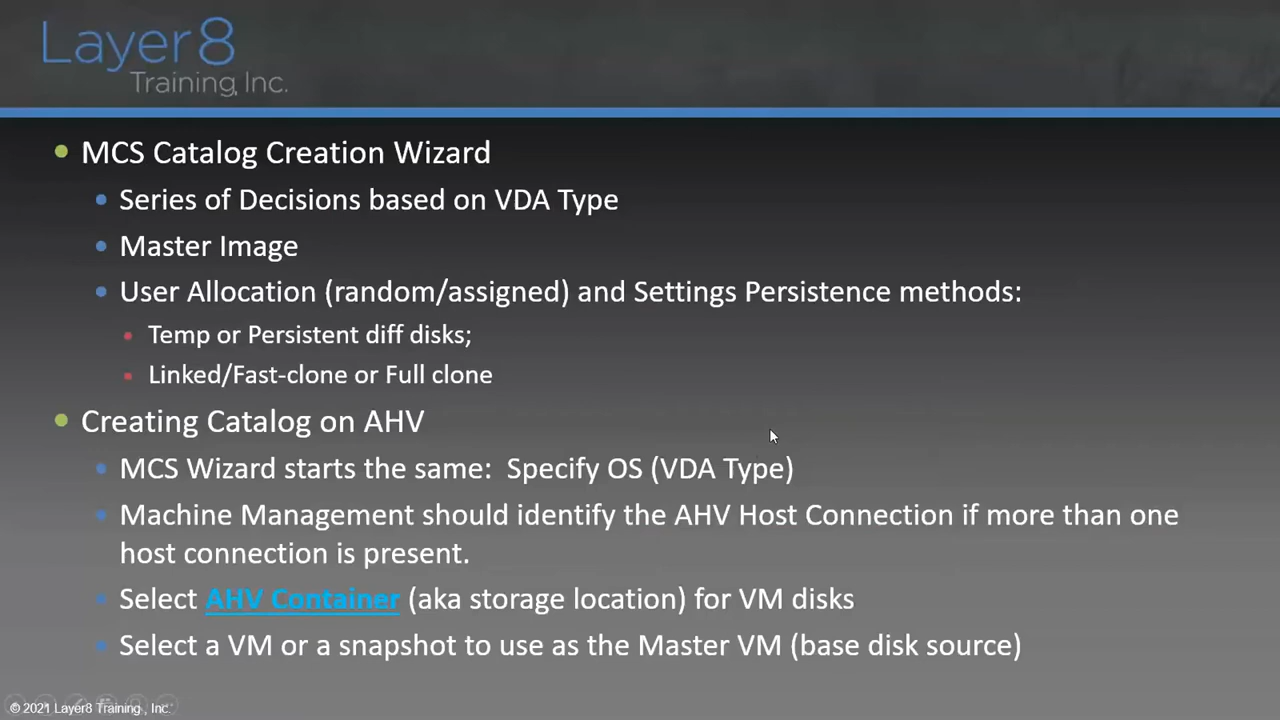 Layer8
Training, Inc.
MCS Catalog Creation Wizard
Series of Decisions based on VDA Type
Master Image
User Allocation (random/assigned) and Settings Persistence methods:
Temp or Persistent diff disks;
Linked/Fast-clone or Full clone
Creating Catalog on AHV
MCS Wizard starts the same:  Specify OS (VDA Type)
Machine Management should identify the AHV Host Connection if more than one
host connection is present.
Select AHV Container (aka storage location) for VM disks
Select a VM or a snapshot to use as the Master VM (base disk source)
© 2021 Layer8 Training., Inc.